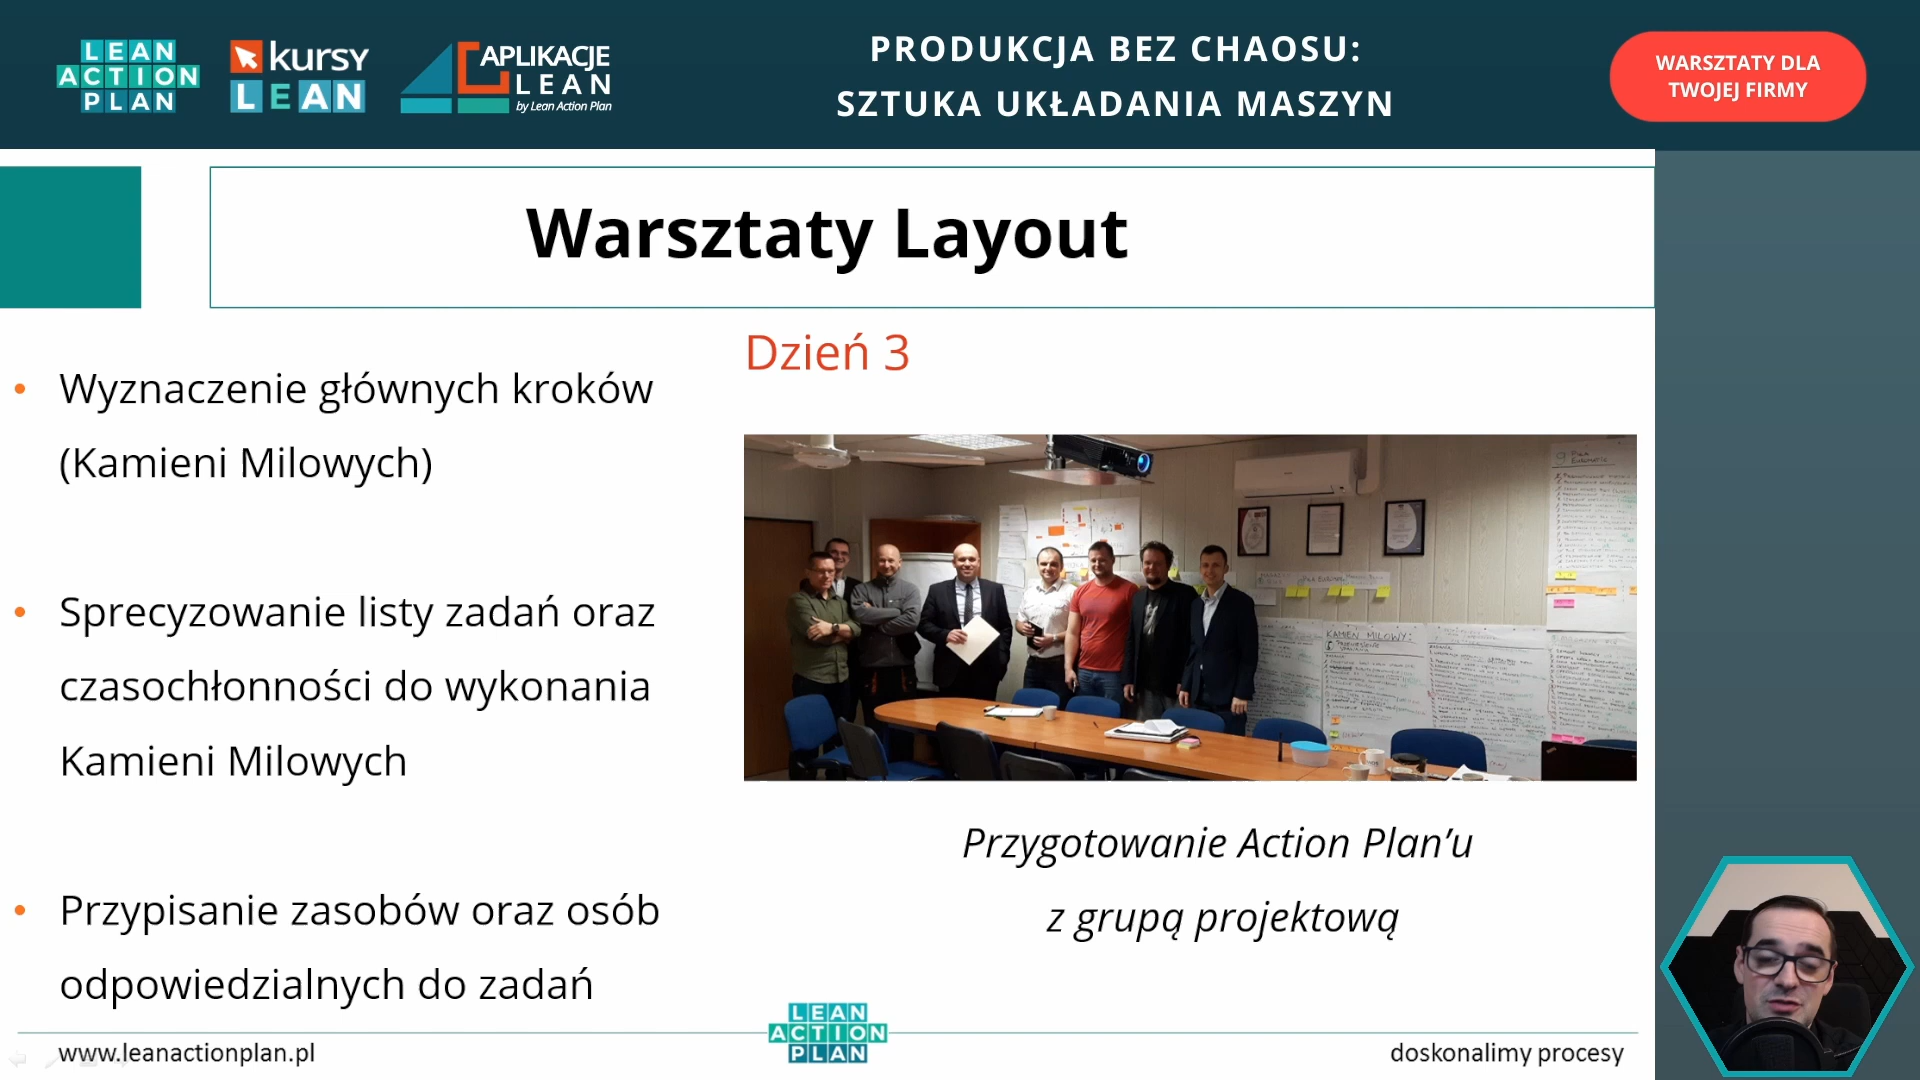 LEAN
ACTION
PLAN
kursy
LEAN
APLIKACJE
LEAN
by Lean Action Plan
PRODUKCJA BEZ CHAOSU:
SZTUKA UKŁADANIA MASZYN
WARSZTATY DLA
TWOJEJ FIRMY
Warsztaty Layout
• Wyznaczenie głównych kroków
(Kamieni Milowych)
• Sprecyzowanie listy zadań oraz
czasochłonności do wykonania
Kamieni Milowych
• Przypisanie zasobów oraz osób
odpowiedzialnych do zadań
Dzień 3
KAMIEŃ MILOWY:
Przygotowanie Action Plan’u
z grupą projektową
www.leanactionplan.pl
LEAN
ACTION
PLAN
doskonalimy procesy